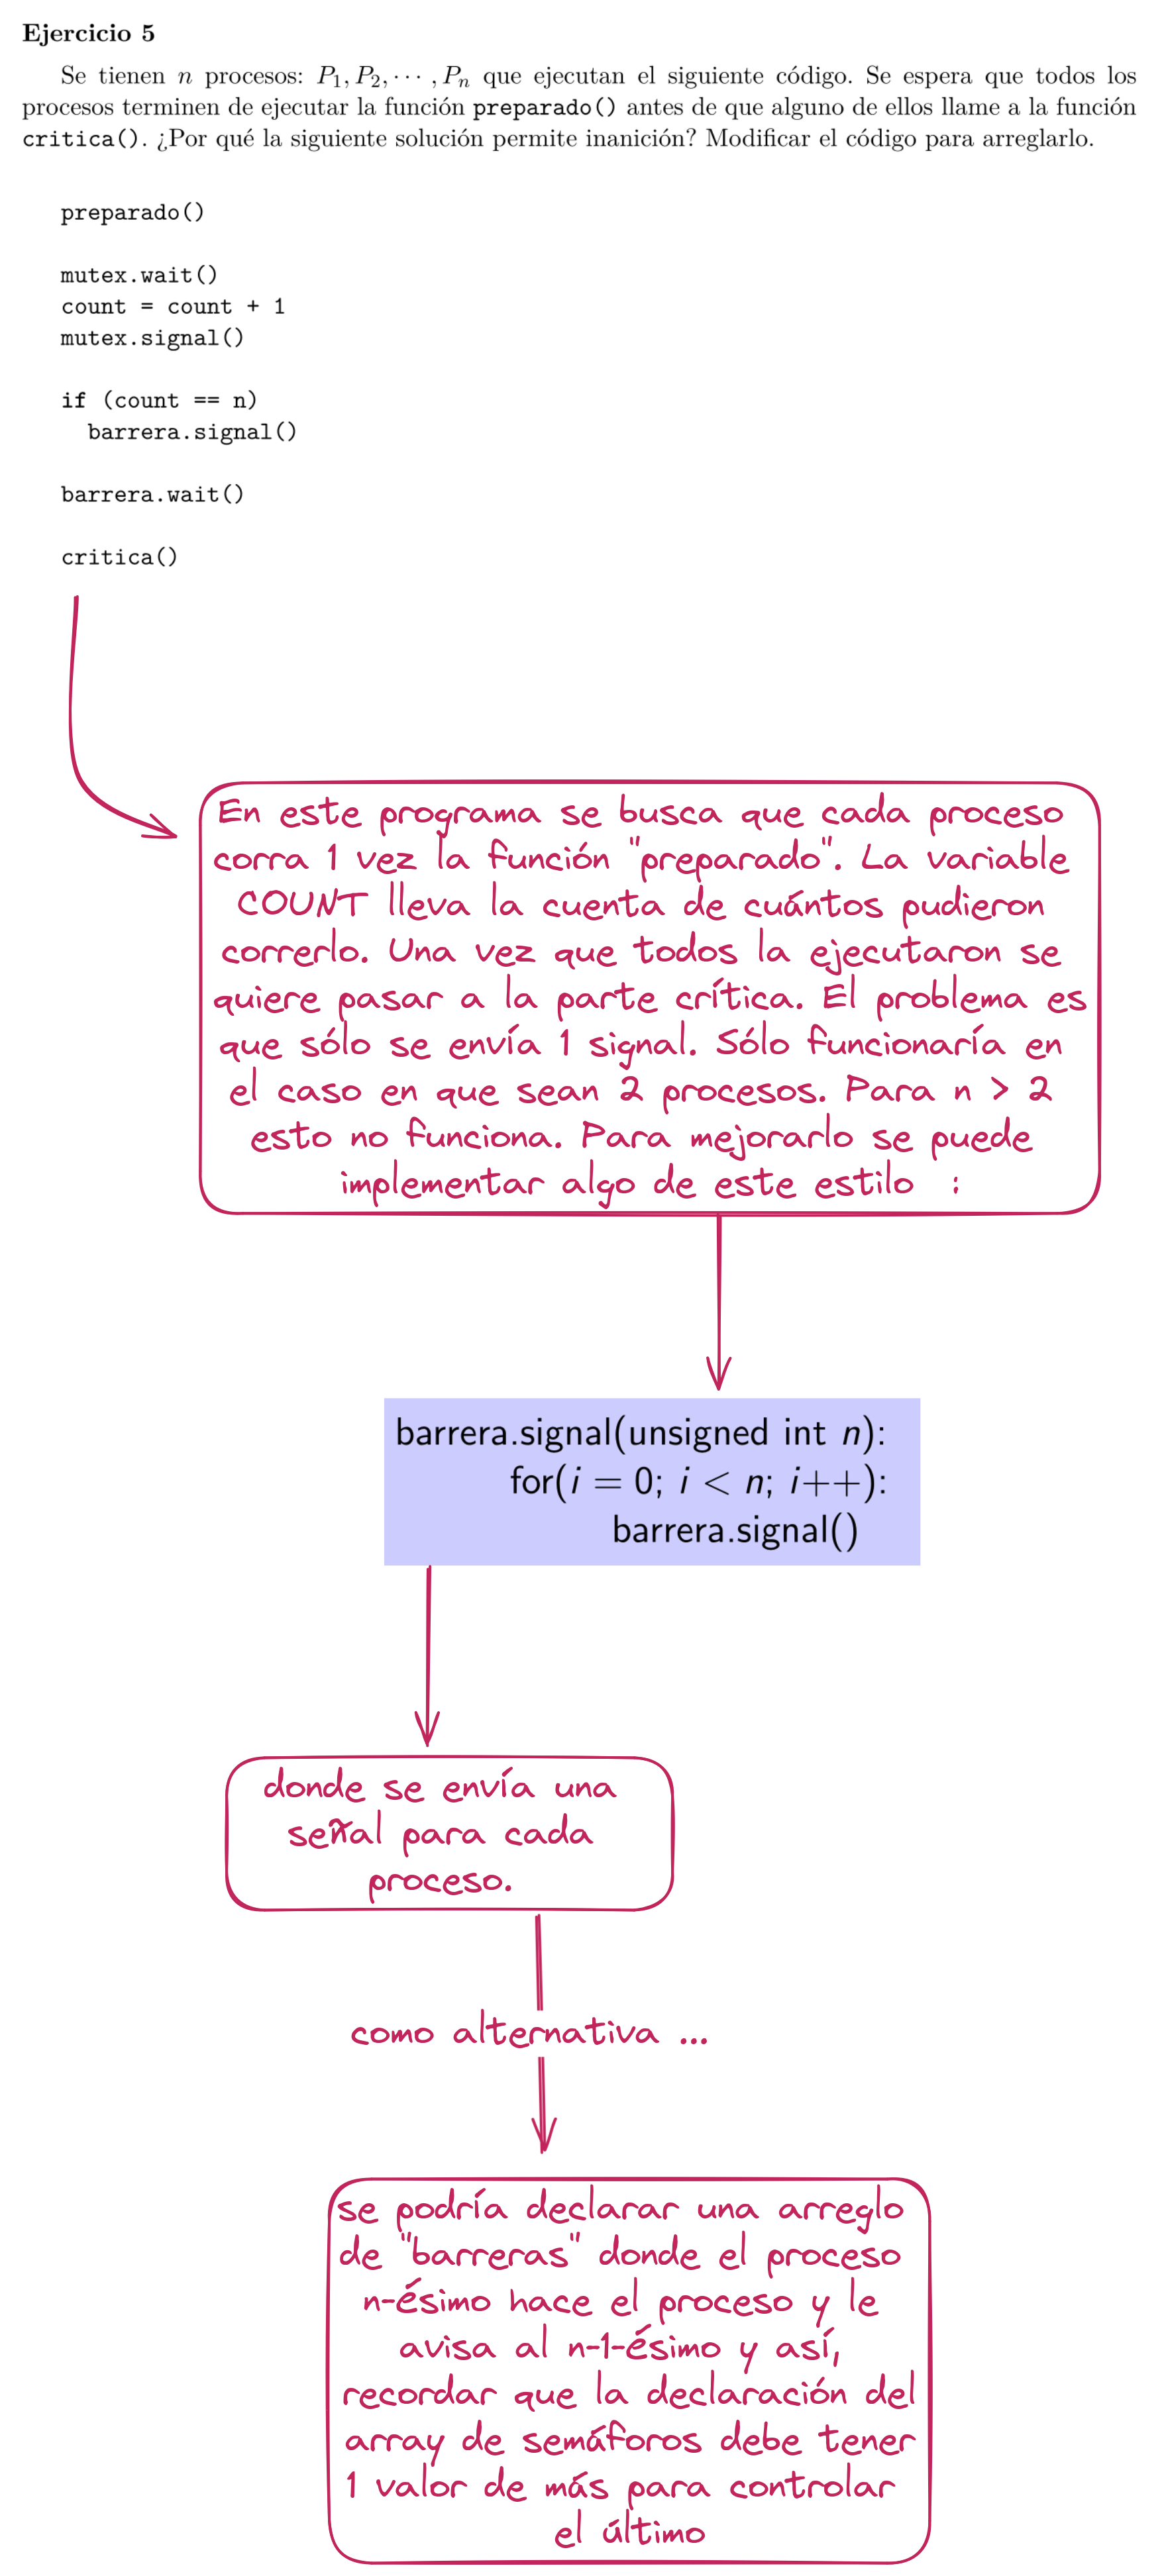 Ejercicio 5
Se tienen n procesos: P₁, P₂, ⋯ , Pₙ que ejecutan el siguiente código. Se espera que todos los
procesos terminen de ejecutar la función preparado() antes de que alguno de ellos llame a la función
critica(). ¿Por qué la siguiente solución permite inanición? Modificar el código para arreglarlo.
preparado()
mutex.wait()
count = count + 1
mutex.signal()
if (count == n)
barrera.signal()
barrera.wait()
critica()
En este programa se busca que cada proceso
corra 1 vez la función "preparado". La variable
COUNT lleva la cuenta de cuántos pudieron
correrlo. Una vez que todos la ejecutaron se
quiere pasar a la parte crítica. El problema es
que sólo se envía 1 signal. Sólo funcionaría en
el caso en que sean 2 procesos. Para n > 2
esto no funciona. Para mejorarlo se puede
implementar algo de este estilo :
barrera.signal(unsigned int n):
for(i = 0; i < n; i++):
barrera.signal()
donde se envía una
señal para cada
proceso.
como alternativa ...
se podría declarar una arreglo
de "barreras" donde el proceso
n-ésimo hace el proceso y le
avisa al n-1-ésimo y así,
recordar que la declaración del
array de semáforos debe tener
1 valor de más para controlar
el último